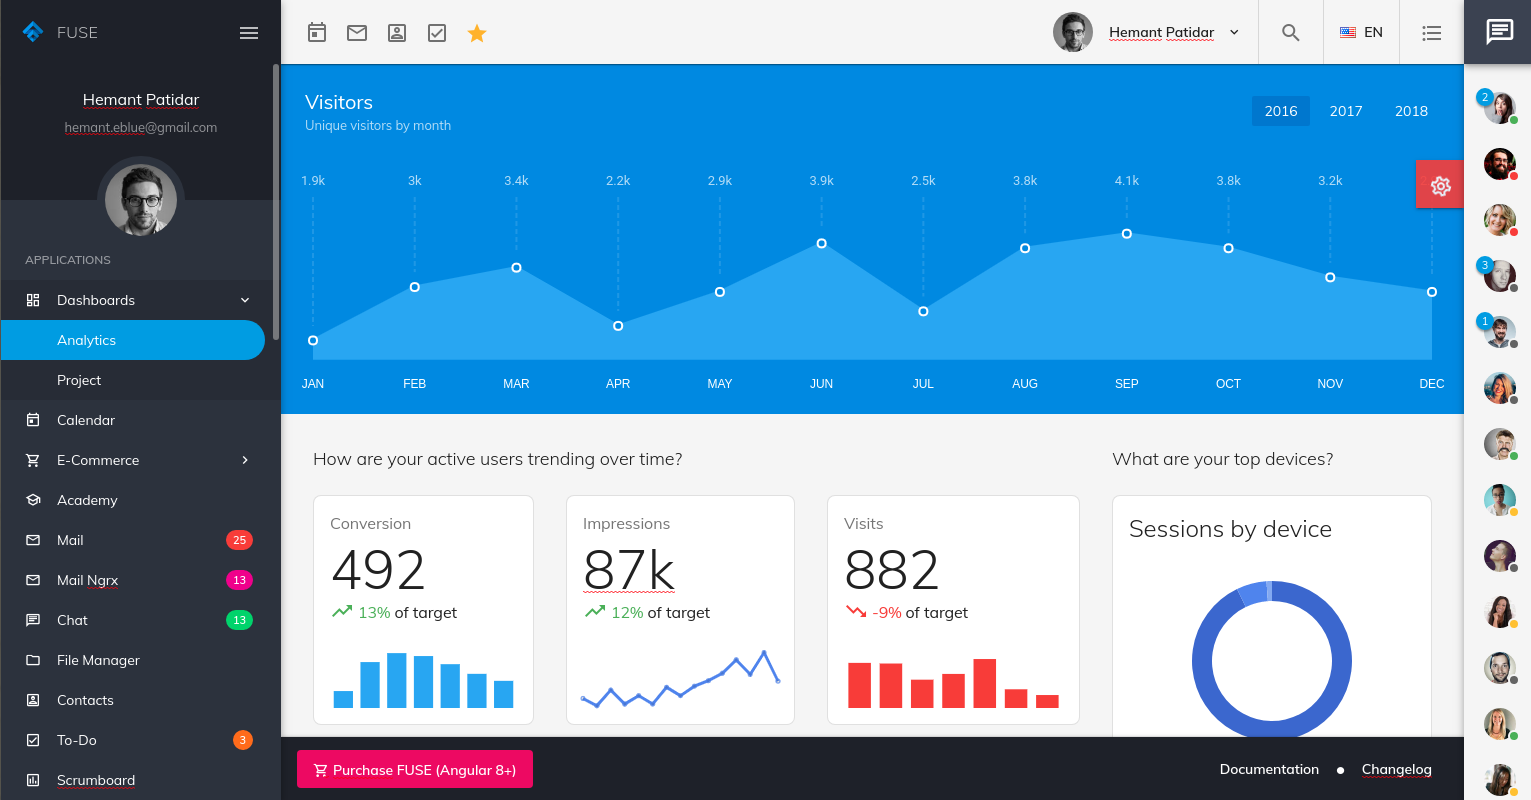 FUSE
Hemant Patidar
EN
Hemant Patidar
hemant.eblue@gmail.com
APPLICATIONS
Dashboards
Analytics
Project
Calendar
E-Commerce
Academy
Mail 25
Mail Ngrx 13
Chat 13
File Manager
Contacts
To-Do 3
Scrumboard
Visitors
Unique visitors by month
2016 2017 2018
1.9k 3k 3.4k 2.2k 2.9k 3.9k 2.5k 3.8k 4.1k 3.8k 3.2k
JAN FEB MAR APR MAY JUN JUL AUG SEP OCT NOV DEC
How are your active users trending over time?
What are your top devices?
Conversion
492
13% of target
Impressions
87k
12% of target
Visits
882
-9% of target
Sessions by device
Purchase FUSE (Angular 8+)
Documentation
Changelog
2
3
1